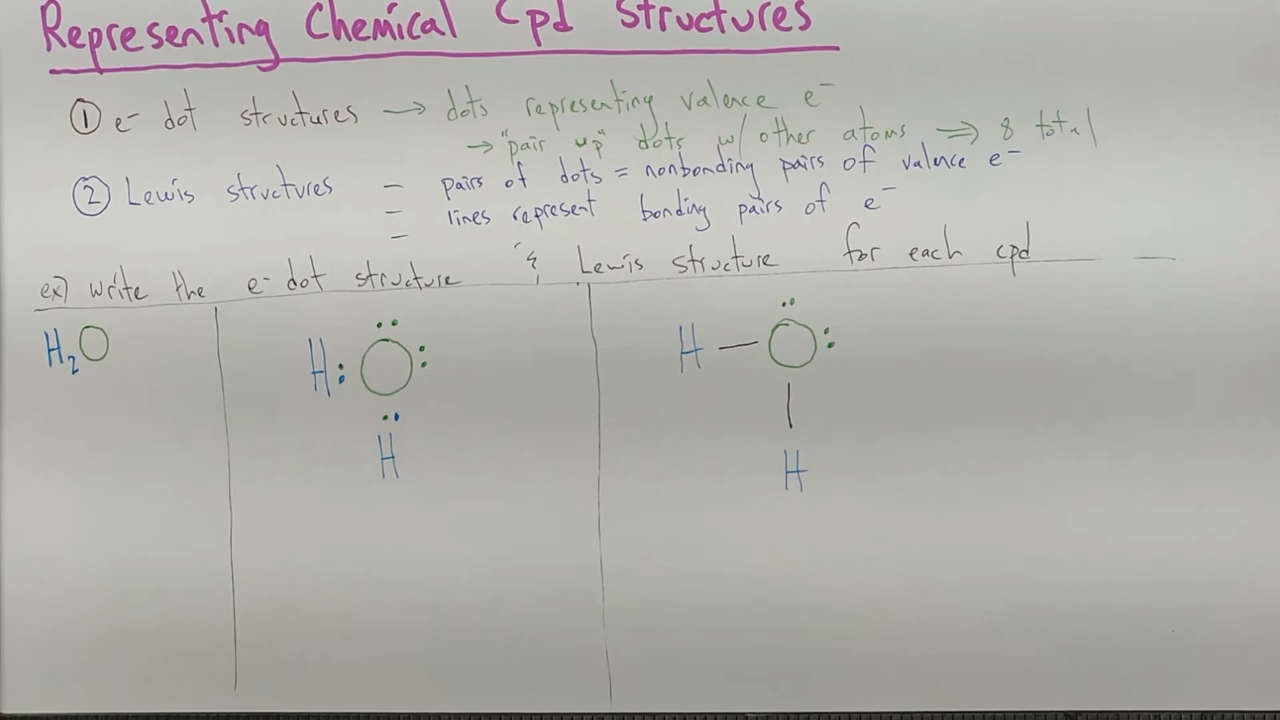 Representing Chemical Cpd Structures
① e⁻ dot structures → dots representing valence e⁻
→ "pair up" dots w/ other atoms ⇒ 8 total
② Lewis structures - pairs of dots = nonbonding pairs of valence e⁻
- lines represent bonding pairs of e⁻
-
ex) write the e⁻ dot structure & Lewis structure for each cpd
H₂O
H : O
H
H — O
H